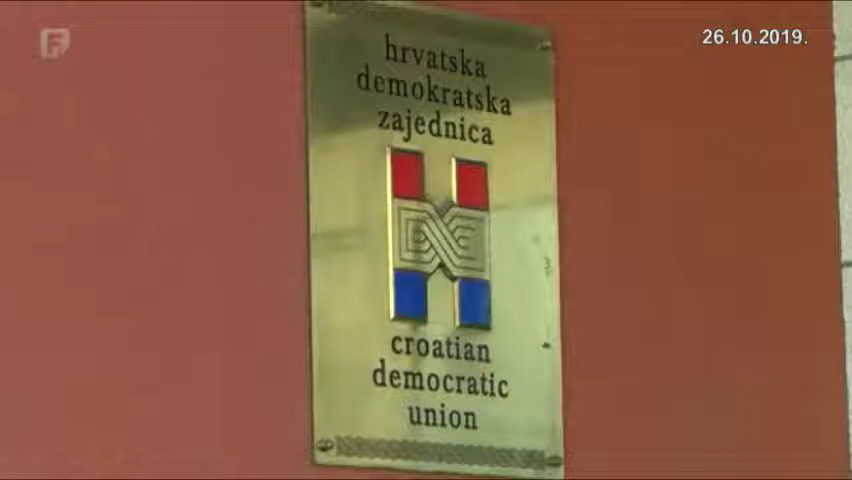 26.10.2019.
hrvatska
demokratska
zajednica
croatian
democratic
union